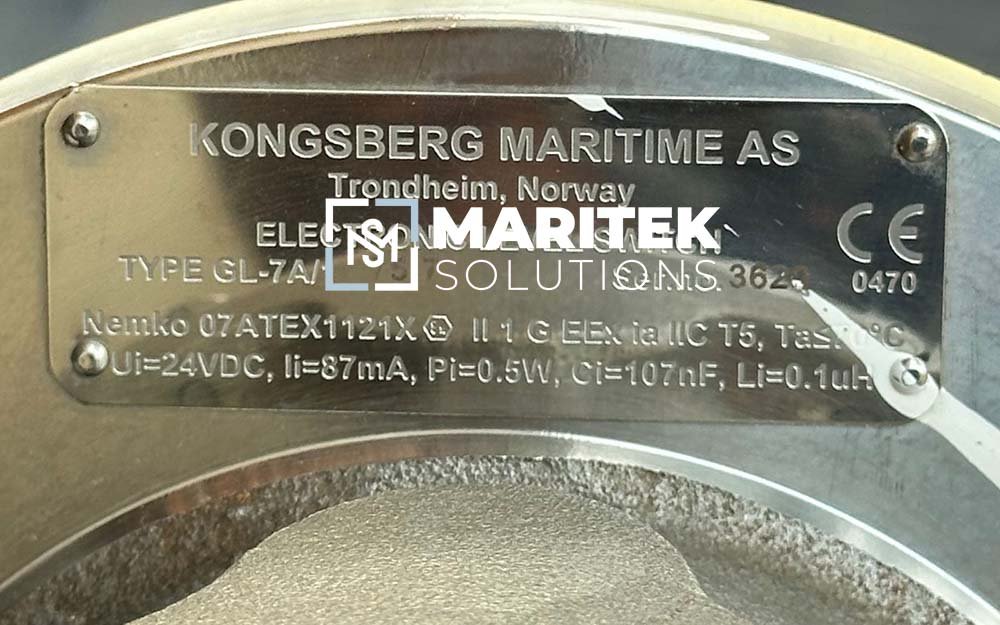 KONGSBERG MARITIME AS
Trondheim, Norway
MARITEK
SOLUTIONS
CE
TYPE GL-7A/
0470
Nemko 07ATEX1121X II 1 G EEx ia IIC T5,
Ui=24VDC, Ii=87mA, Pi=0.5W, Ci=107nF, Li=0.1uH